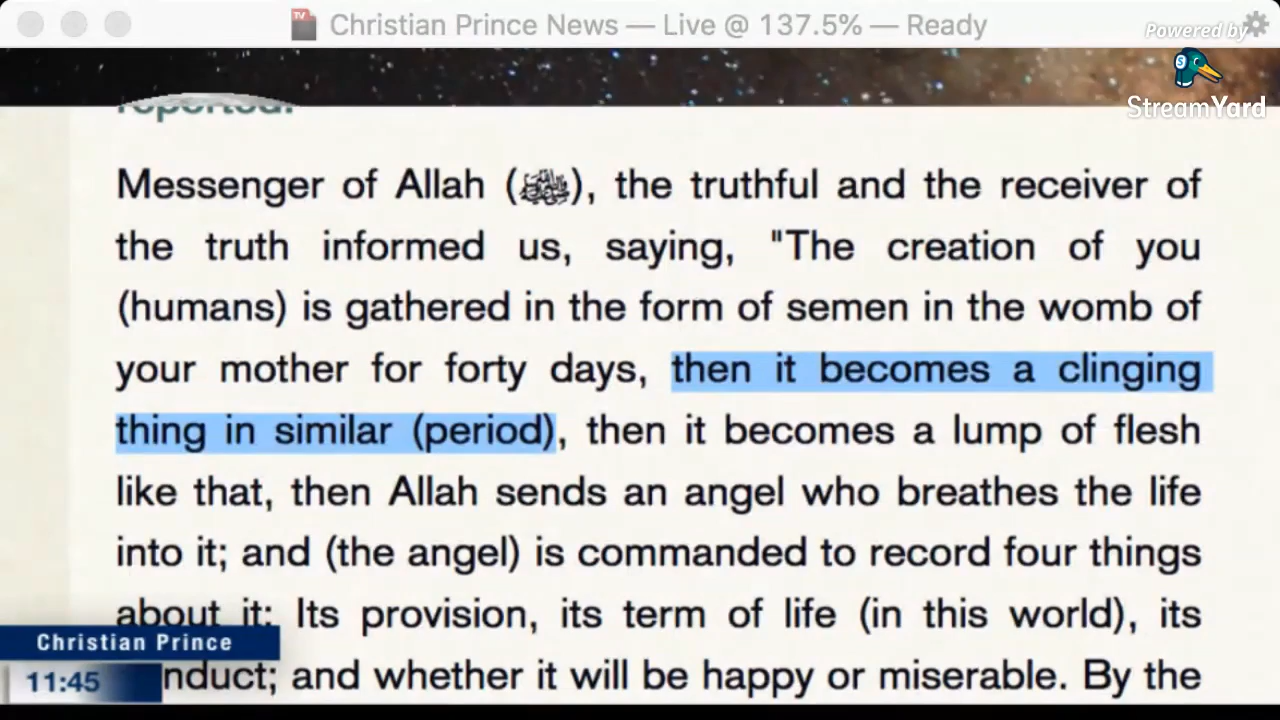 Christian Prince News — Live @ 137.5% — Ready
Powered by
StreamYard
reported:
Messenger of Allah (ﷺ), the truthful and the receiver of
the truth informed us, saying, "The creation of you
(humans) is gathered in the form of semen in the womb of
your mother for forty days, then it becomes a clinging
thing in similar (period), then it becomes a lump of flesh
like that, then Allah sends an angel who breathes the life
into it; and (the angel) is commanded to record four things
about it: Its provision, its term of life (in this world), its
nduct; and whether it will be happy or miserable. By the
Christian Prince
11:45